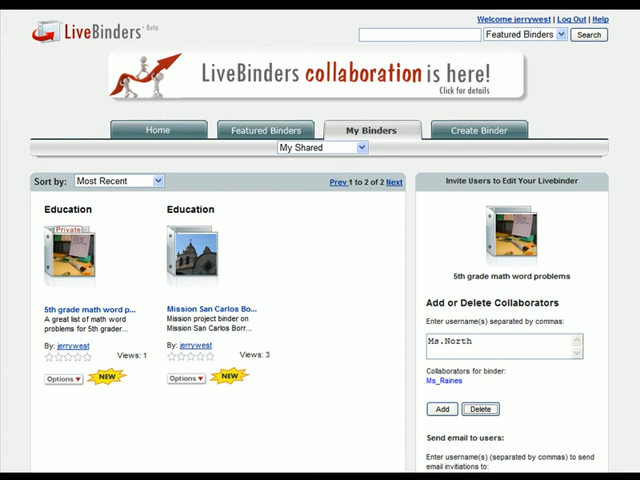 Welcome jerrywest | Log Out | Help
LiveBinders Beta
Featured Binders Search
LiveBinders collaboration is here!
Click for details
Home Featured Binders My Binders Create Binder
My Shared
Sort by: Most Recent Prev 1 to 2 of 2 Next
Education Education
Private
5th grade math word p...
A great list of math word
problems for 5th grader...
By: jerrywest
Views: 1
Options
NEW
Mission San Carlos Bo...
Mission project binder on
Mission San Carlos Borr...
By: jerrywest
Views: 3
Options
NEW
Invite Users to Edit Your Livebinder
5th grade math word problems
Add or Delete Collaborators
Enter username(s) separated by commas:
Ms.North
Collaborators for binder:
Ms_Raines
Add Delete
Send email to users:
Enter username(s) (separated by commas) to send
email invitiations to: